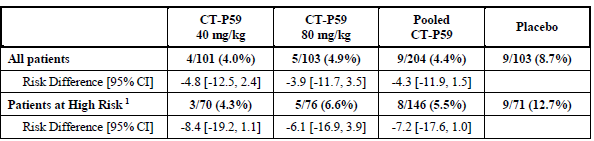 CT-P59 40 mg/kg CT-P59 80 mg/kg Pooled CT-P59 Placebo
All patients 4/101 (4.0%) 5/103 (4.9%) 9/204 (4.4%) 9/103 (8.7%)
Risk Difference [95% CI] -4.8 [-12.5, 2.4] -3.9 [-11.7, 3.5] -4.3 [-11.9, 1.5]
Patients at High Risk 1 3/70 (4.3%) 5/76 (6.6%) 8/146 (5.5%) 9/71 (12.7%)
Risk Difference [95% CI] -8.4 [-19.2, 1.1] -6.1 [-16.9, 3.9] -7.2 [-17.6, 1.0]